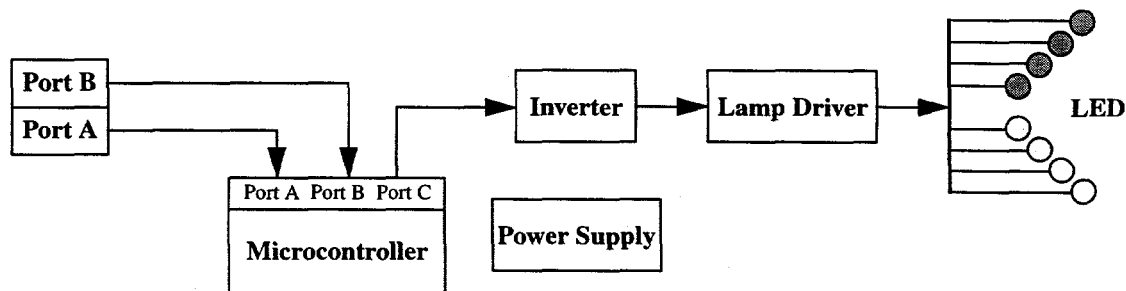 Port B
Port A
Inverter
Lamp Driver
LED
Port A Port B Port C
Microcontroller
Power Supply